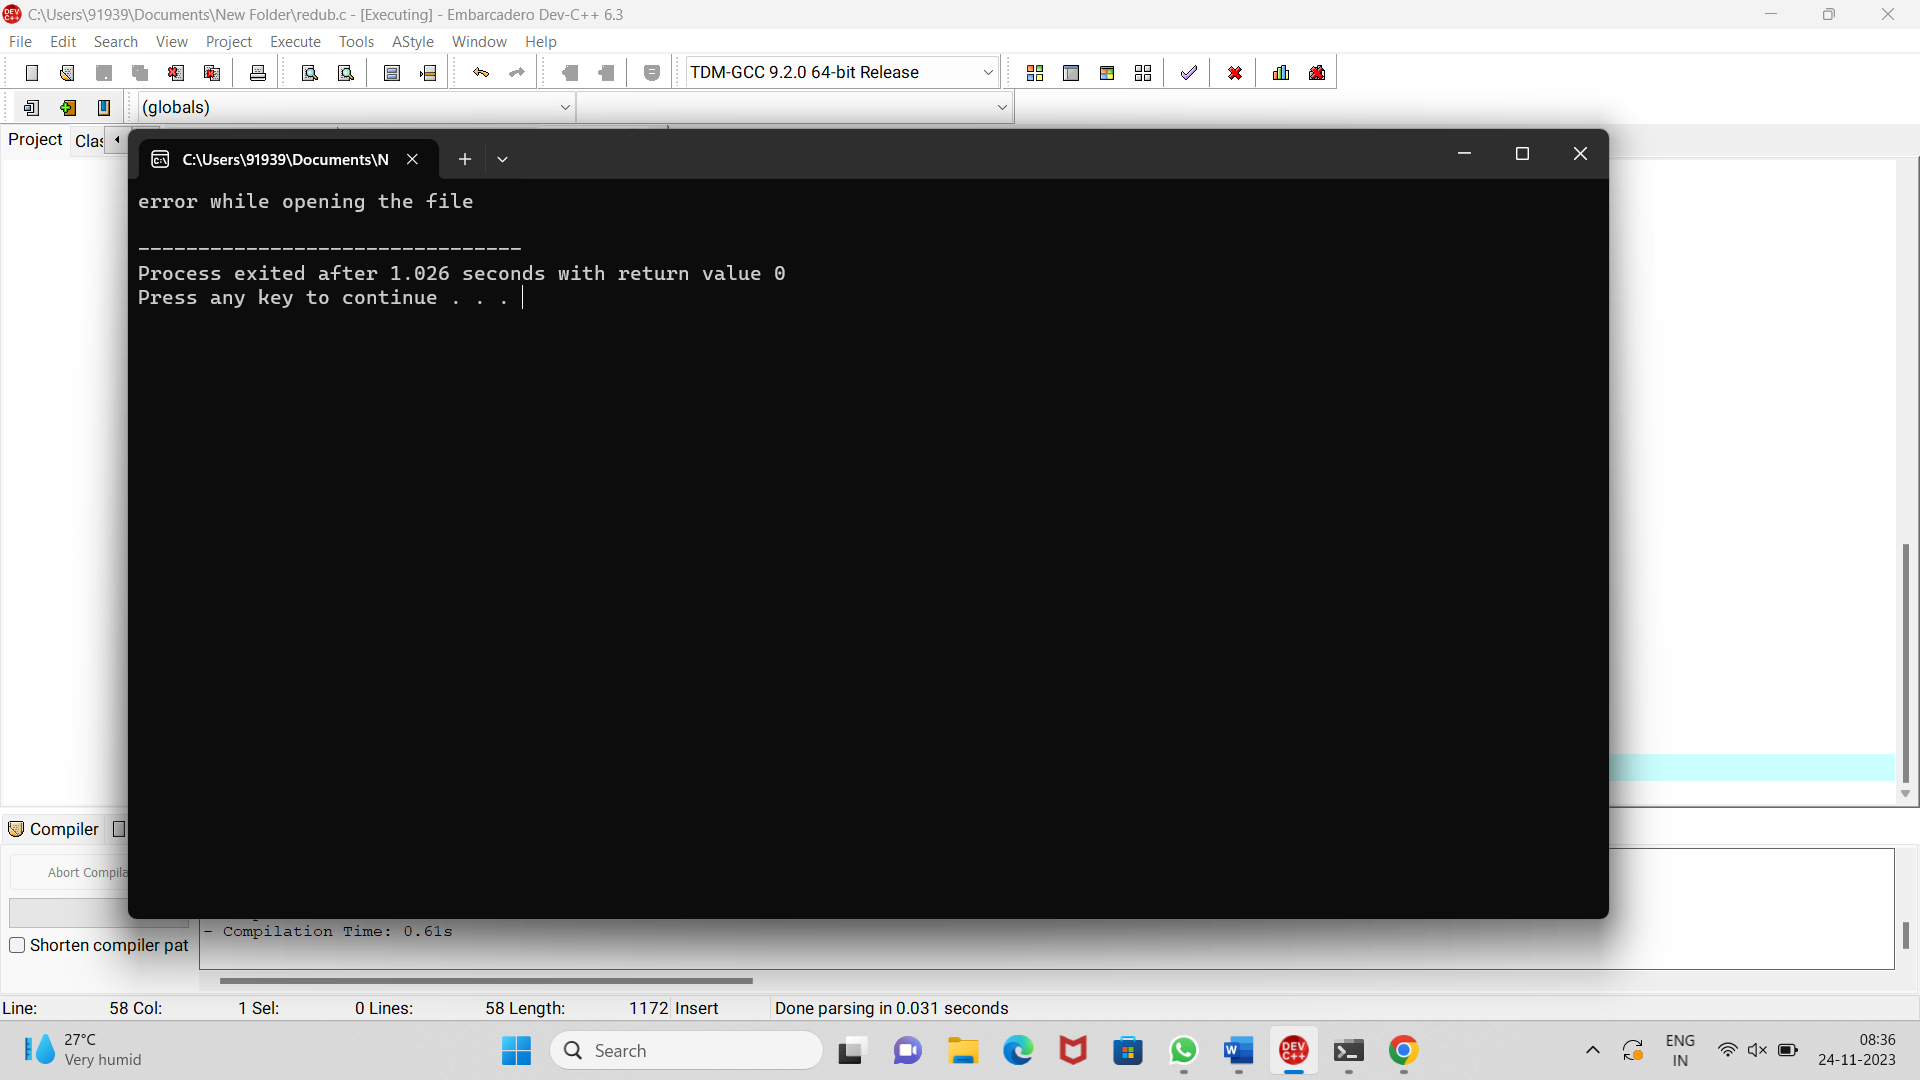 C:\Users\91939\Documents\New Folder\redub.c - [Executing] - Embarcadero Dev-C++ 6.3
File Edit Search View Project Execute Tools AStyle Window Help
TDM-GCC 9.2.0 64-bit Release
(globals)
Project Clas
C:\Users\91939\Documents\N
error while opening the file
--------------------------------
Process exited after 1.026 seconds with return value 0
Press any key to continue . . .
Compiler
Abort Compila
- Compilation Time: 0.61s
Shorten compiler pat
Line: 58 Col: 1 Sel: 0 Lines: 58 Length: 1172 Insert Done parsing in 0.031 seconds
27°C
Very humid
Search
DEV C++
ENG
IN
08:36
24-11-2023